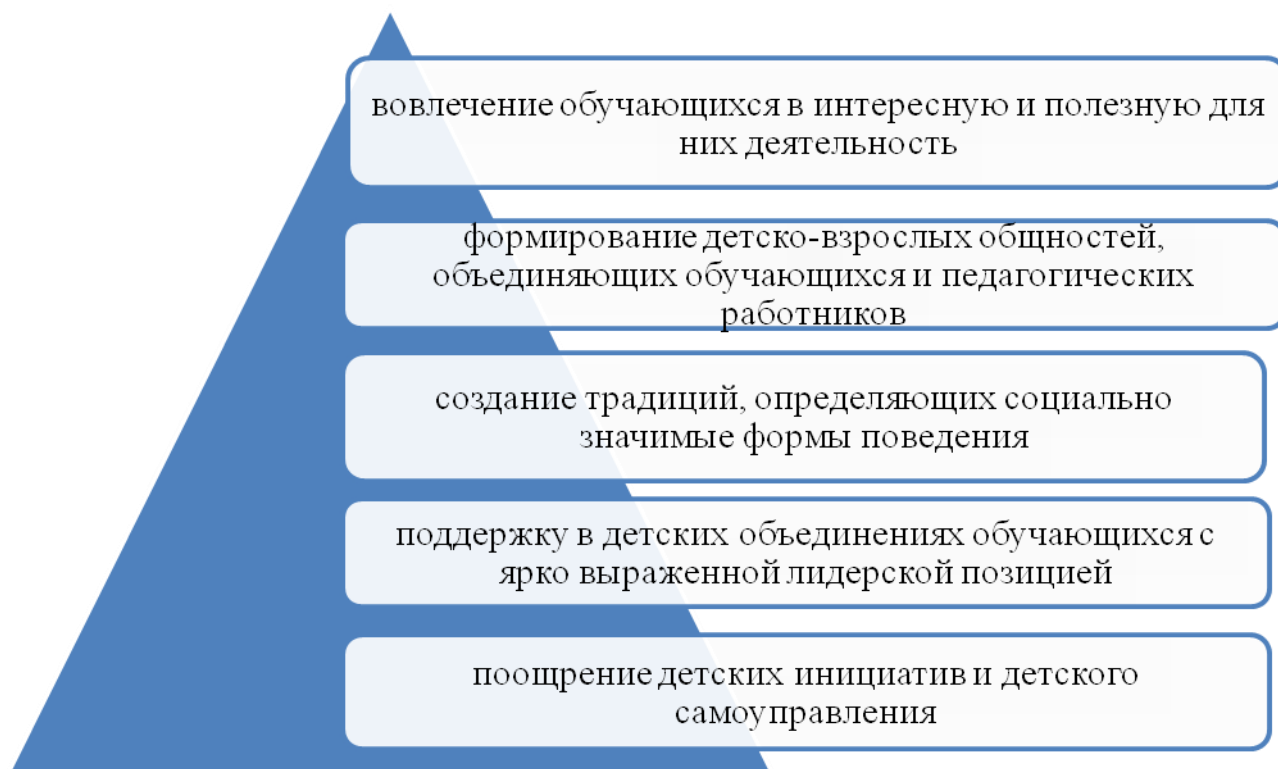 вовлечение обучающихся в интересную и полезную для
них деятельность
формирование детско-взрослых общностей,
объединяющих обучающихся и педагогических
работников
создание традиций, определяющих социально
значимые формы поведения
поддержку в детских объединениях обучающихся с
ярко выраженной лидерской позицией
поощрение детских инициатив и детского
самоуправления